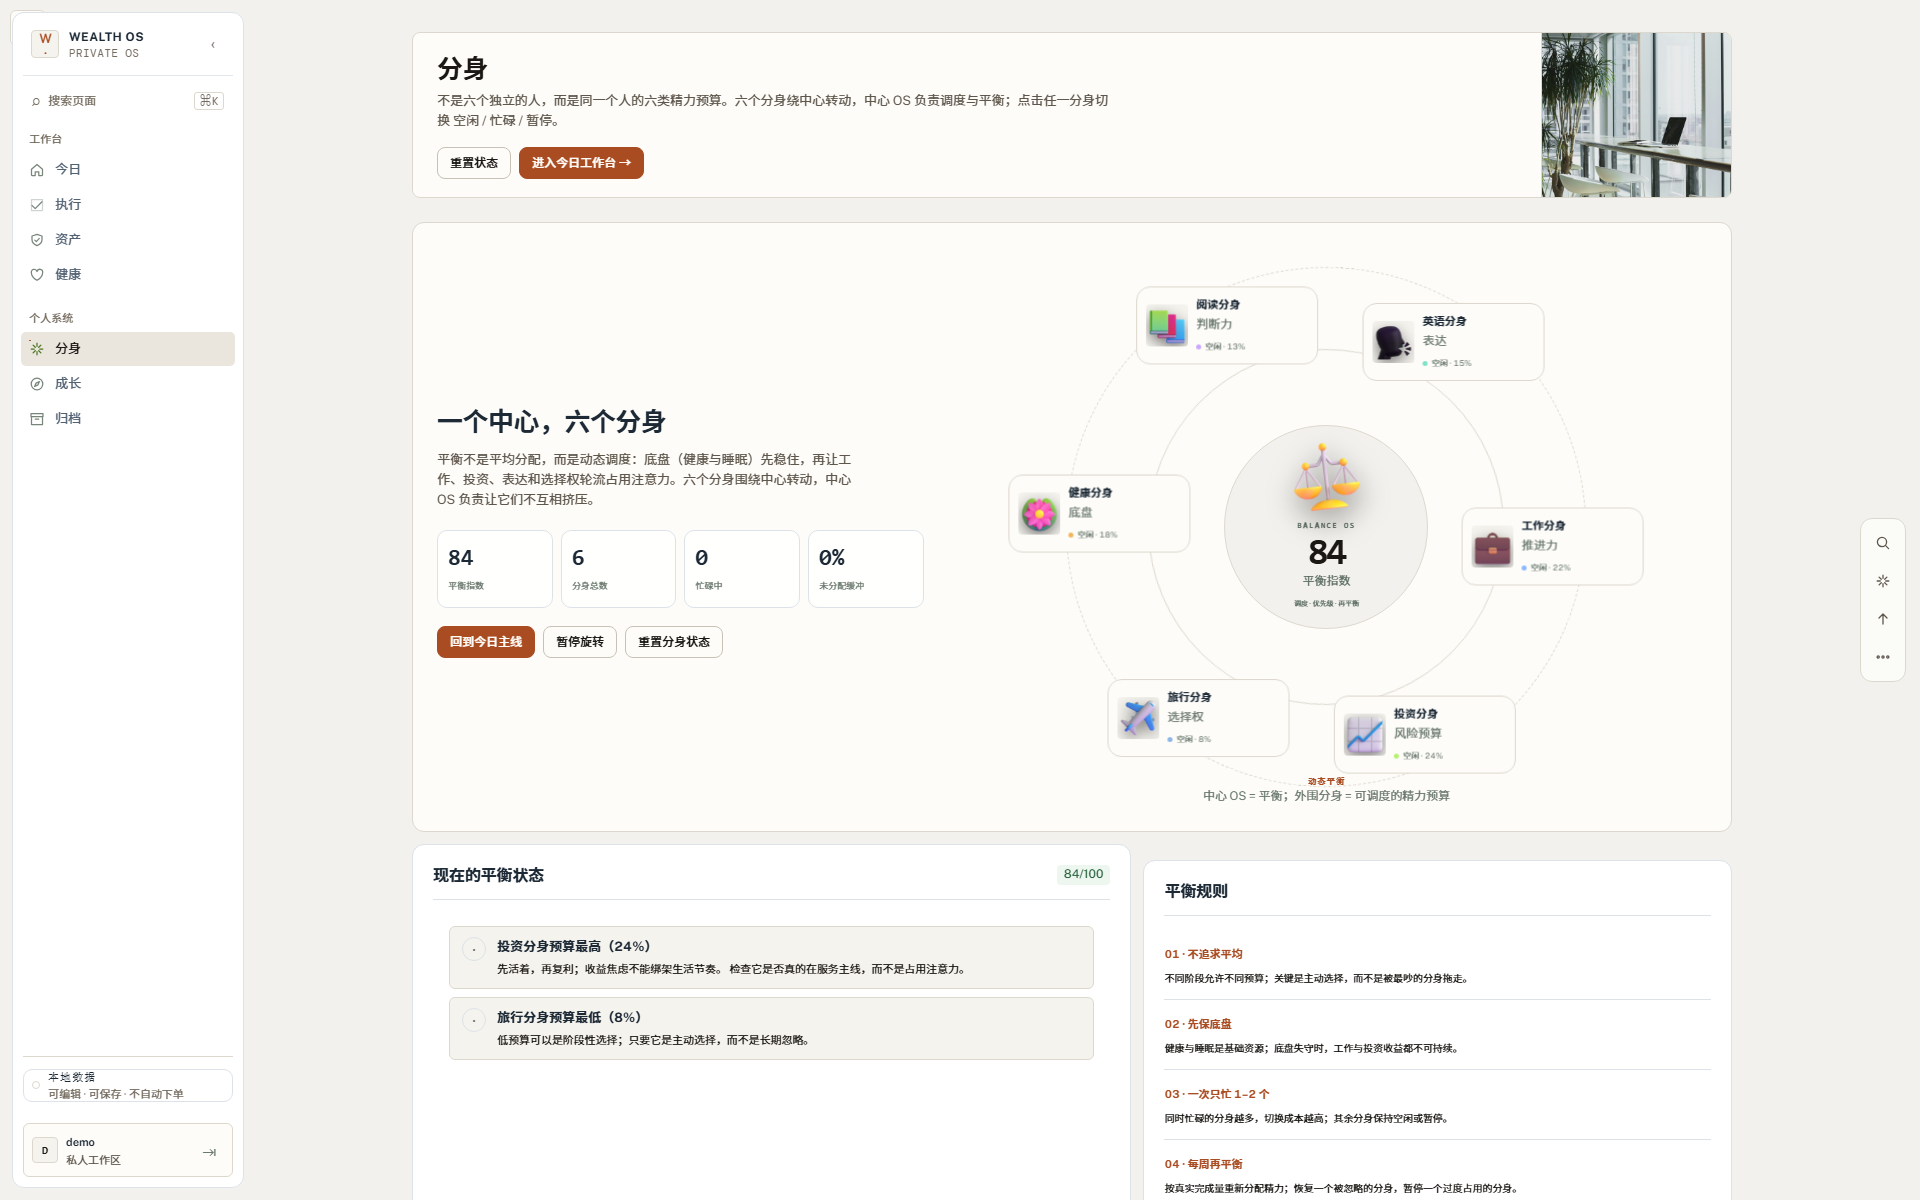 W
WEALTH OS
PRIVATE OS
搜索页面
⌘K
工作台
今日
执行
资产
健康
个人系统
分身
成长
归档
本地数据
可编辑 · 可保存 · 不自动下单
D
demo
私人工作区
分身
不是六个独立的人，而是同一个人的六类精力预算。六个分身绕中心转动，中心 OS 负责调度与平衡；点击任一分身切
换 空闲 / 忙碌 / 暂停。
重置状态
进入今日工作台 →
一个中心，六个分身
平衡不是平均分配，而是动态调度：底盘（健康与睡眠）先稳住，再让工
作、投资、表达和选择权轮流占用注意力。六个分身围绕中心转动，中心
OS 负责让它们不互相挤压。
84
平衡指数
6
分身总数
0
忙碌中
0%
未分配缓冲
回到今日主线
暂停旋转
重置分身状态
阅读分身
判断力
空闲 · 13%
英语分身
表达
空闲 · 15%
健康分身
底盘
空闲 · 18%
BALANCE OS
84
平衡指数
调度 · 优先级 · 再平衡
工作分身
推进力
空闲 · 22%
旅行分身
选择权
空闲 · 8%
投资分身
风险预算
空闲 · 24%
动态平衡
中心 OS = 平衡；外围分身 = 可调度的精力预算
现在的平衡状态
84/100
投资分身预算最高（24%）
先活着，再复利；收益焦虑不能绑架生活节奏。 检查它是否真的在服务主线，而不是占用注意力。
旅行分身预算最低（8%）
低预算可以是阶段性选择；只要它是主动选择，而不是长期忽略。
平衡规则
01 · 不追求平均
不同阶段允许不同预算；关键是主动选择，而不是被最吵的分身拖走。
02 · 先保底盘
健康与睡眠是基础资源；底盘失守时，工作与投资收益都不可持续。
03 · 一次只忙 1–2 个
同时忙碌的分身越多，切换成本越高；其余分身保持空闲或暂停。
04 · 每周再平衡
按真实完成量重新分配精力；恢复一个被忽略的分身，暂停一个过度占用的分身。